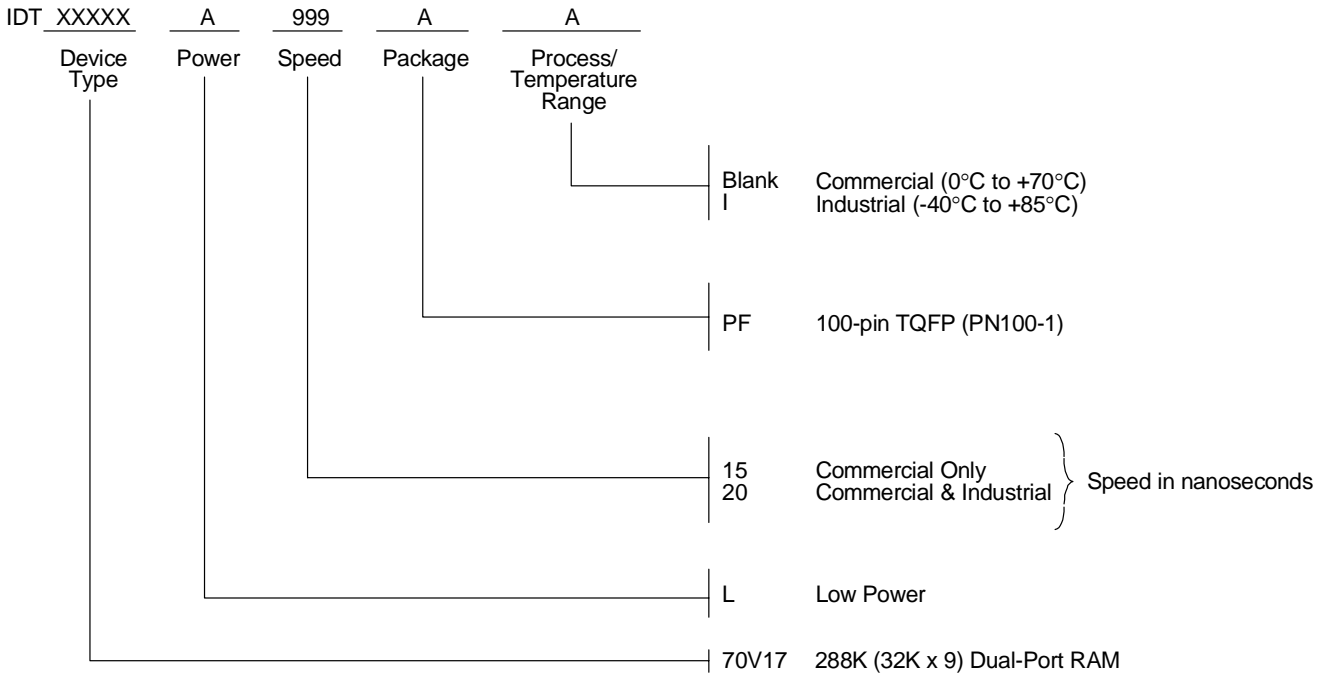 IDT XXXXX A 999 A A
Device Type Power Speed Package Process/ Temperature Range
Blank Commercial (0°C to +70°C)
I Industrial (-40°C to +85°C)
PF 100-pin TQFP (PN100-1)
15 Commercial Only
20 Commercial & Industrial
Speed in nanoseconds
L Low Power
70V17 288K (32K x 9) Dual-Port RAM